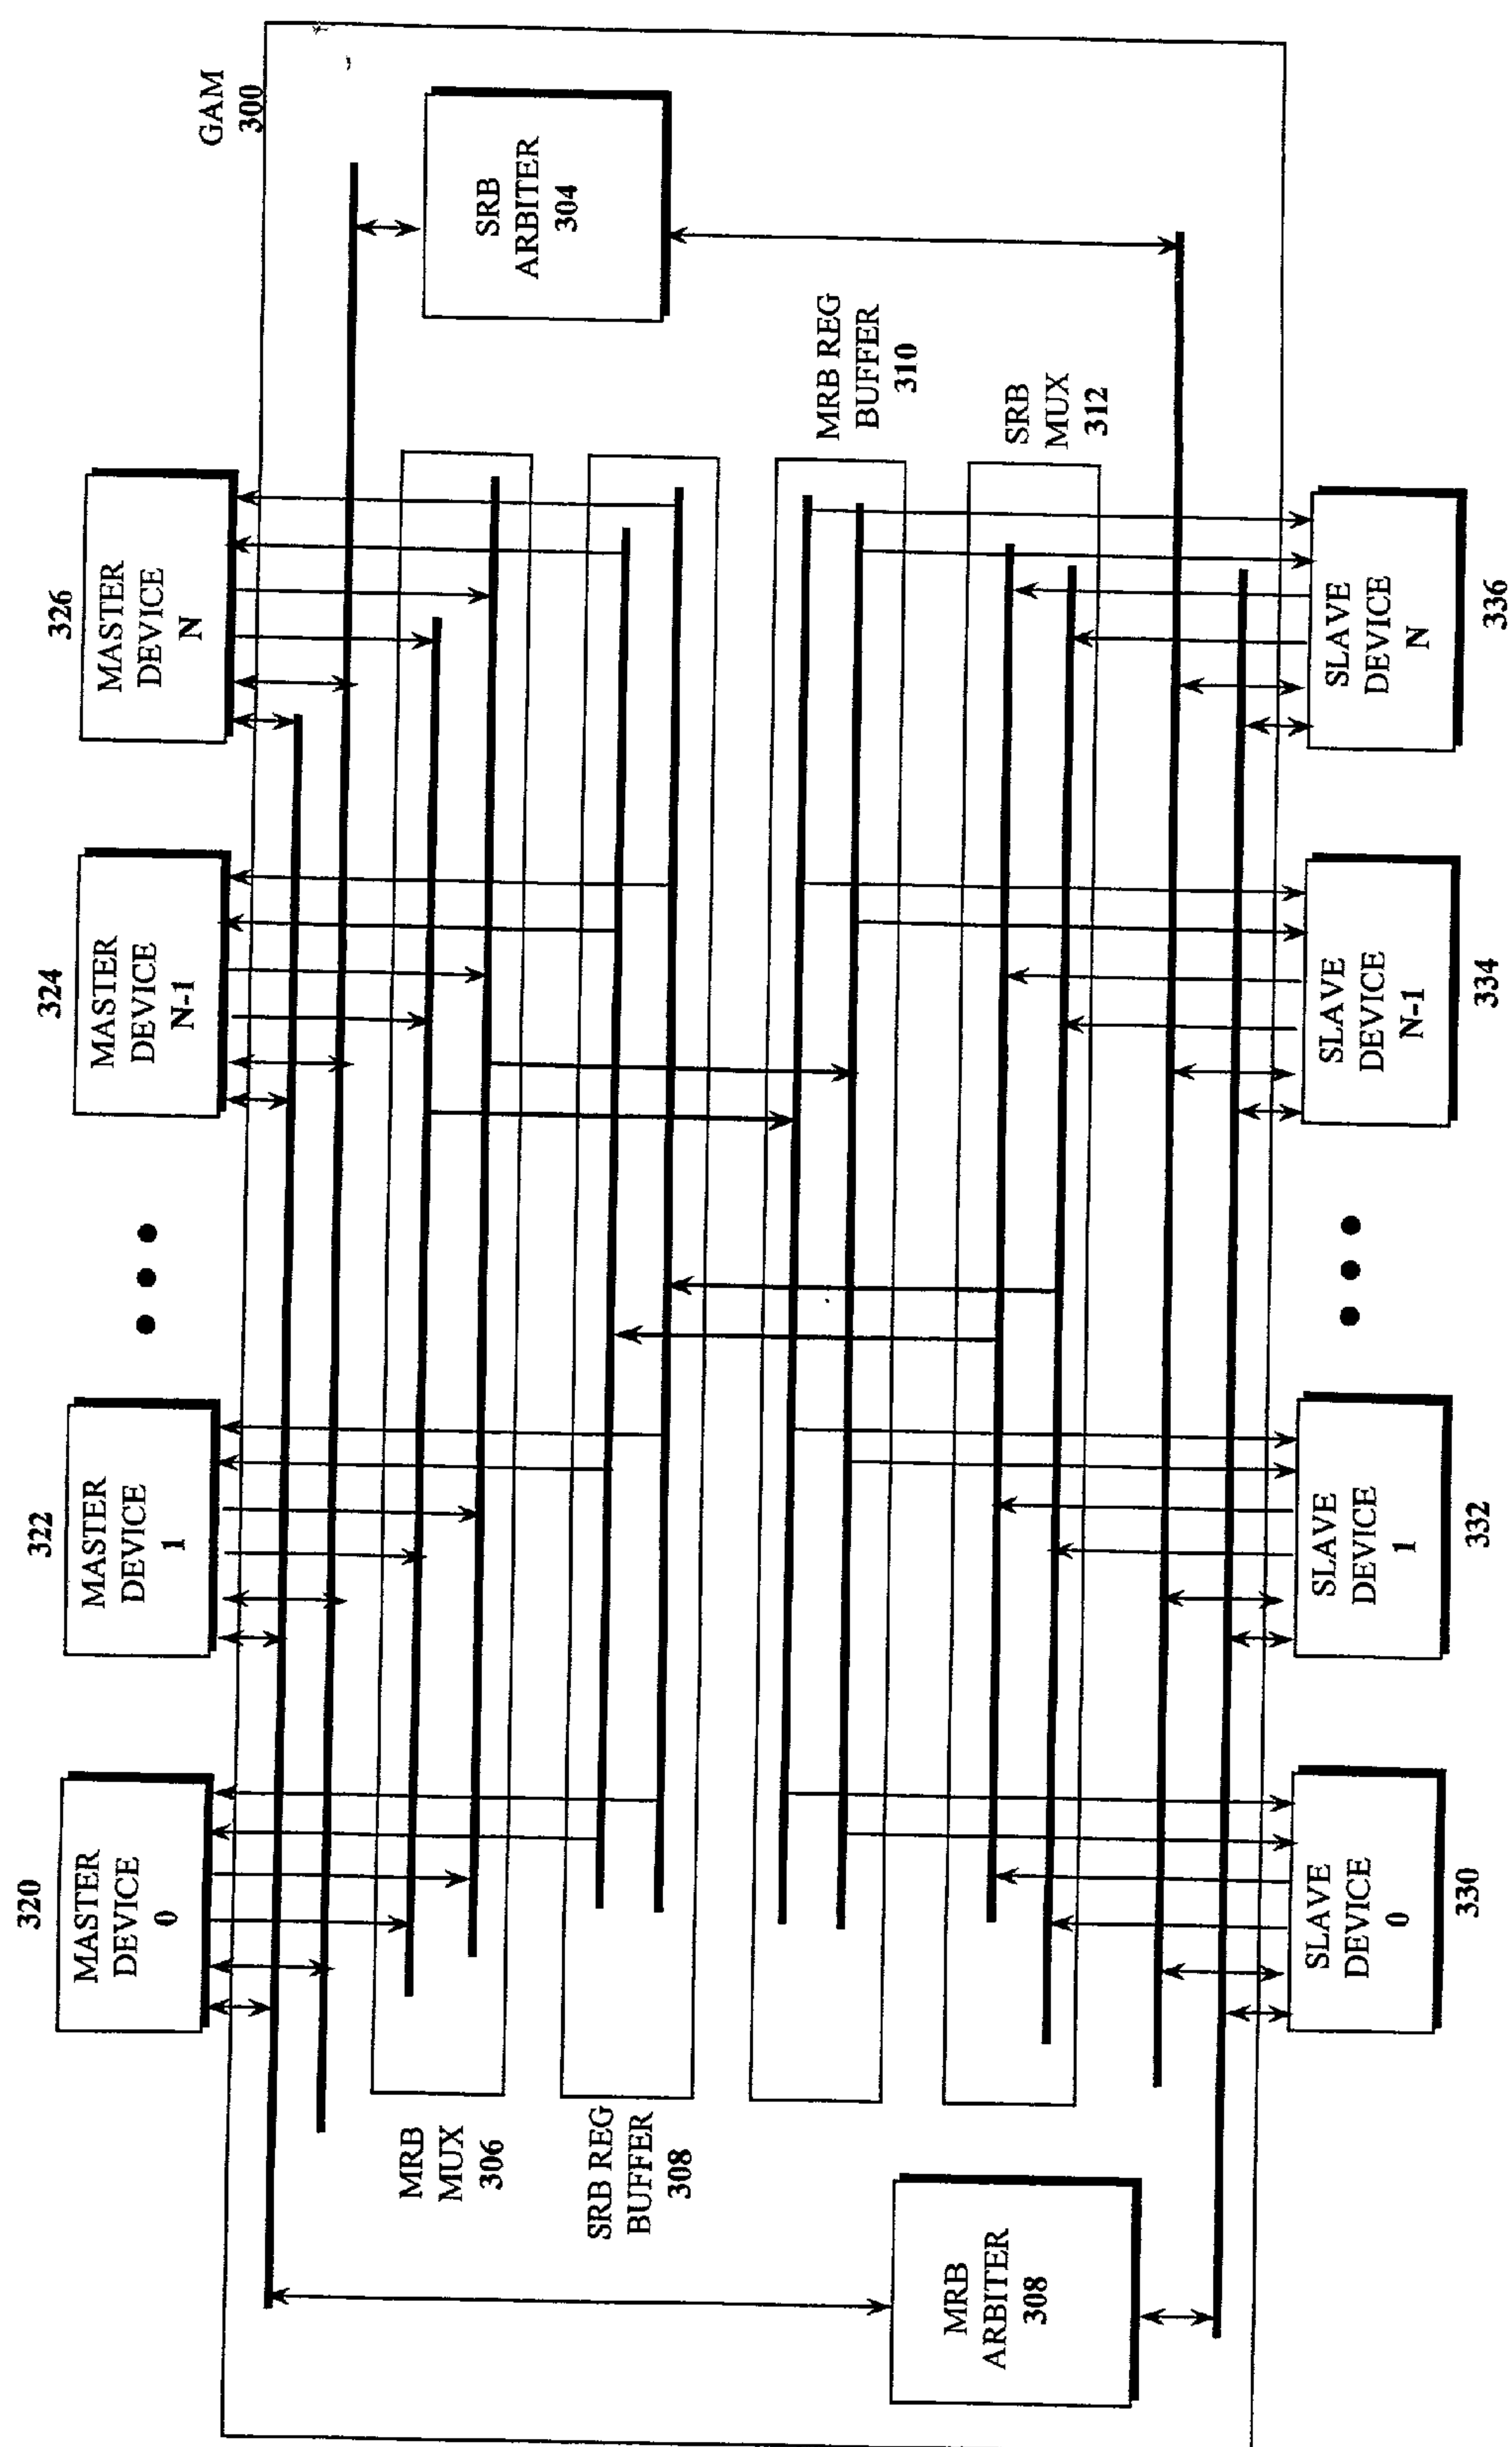 GAM
300
320
MASTER
DEVICE
0
322
MASTER
DEVICE
1
324
MASTER
DEVICE
N-1
326
MASTER
DEVICE
N
SRB
ARBITER
304
MRB
MUX
306
SRB REG
BUFFER
308
MRB REG
BUFFER
310
SRB
MUX
312
MRB
ARBITER
308
SLAVE
DEVICE
0
330
SLAVE
DEVICE
1
332
SLAVE
DEVICE
N-1
334
SLAVE
DEVICE
N
336